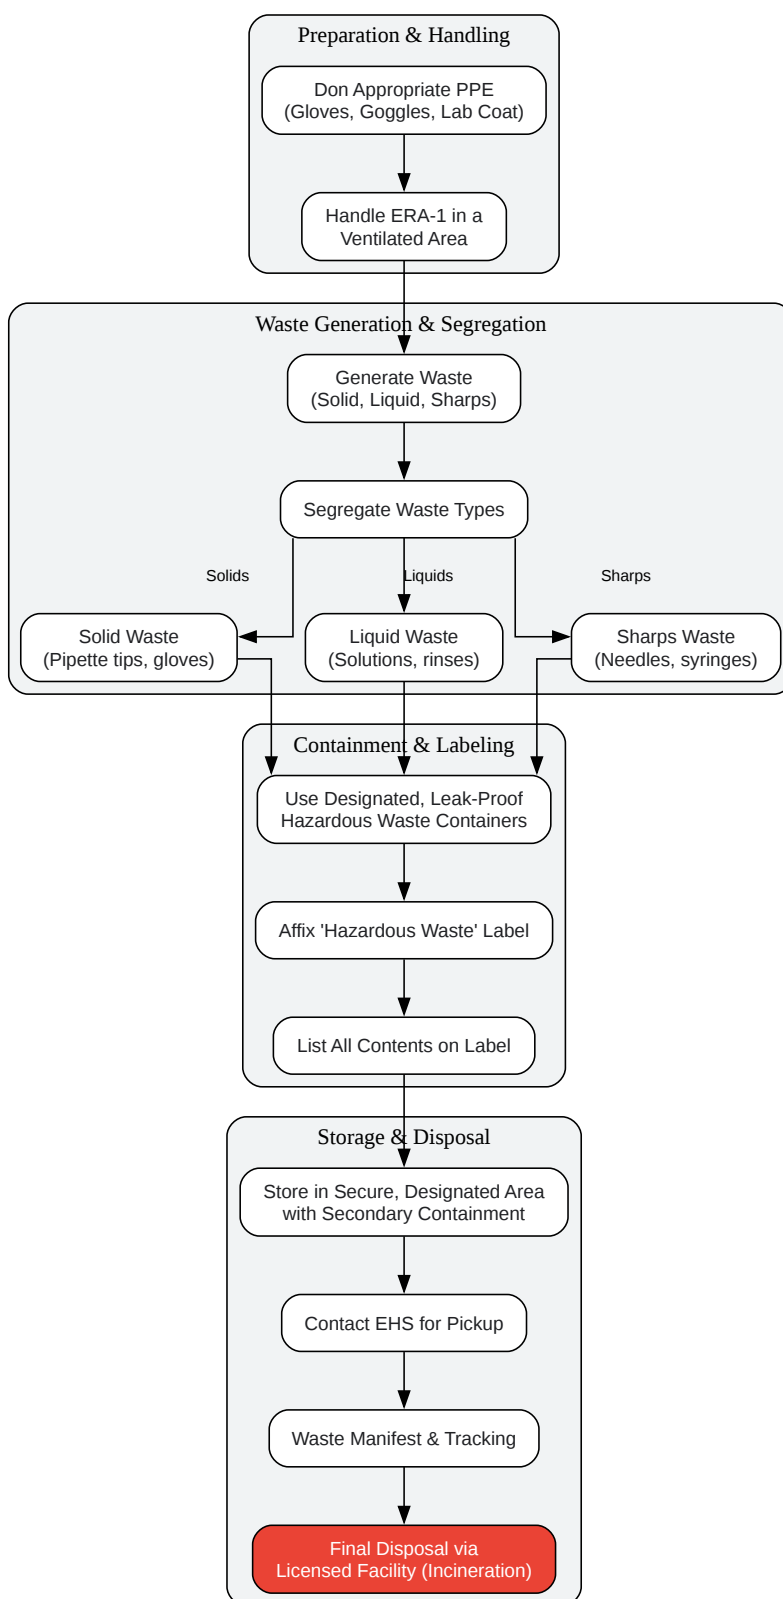 Preparation & Handling
Don Appropriate PPE
(Gloves, Goggles, Lab Coat)
Handle ERA-1 in a
Ventilated Area
Waste Generation & Segregation
Generate Waste
(Solid, Liquid, Sharps)
Segregate Waste Types
Solids
Liquids
Sharps
Solid Waste
(Pipette tips, gloves)
Liquid Waste
(Solutions, rinses)
Sharps Waste
(Needles, syringes)
Containment & Labeling
Use Designated, Leak-Proof
Hazardous Waste Containers
Affix 'Hazardous Waste' Label
List All Contents on Label
Storage & Disposal
Store in Secure, Designated Area
with Secondary Containment
Contact EHS for Pickup
Waste Manifest & Tracking
Final Disposal via
Licensed Facility (Incineration)